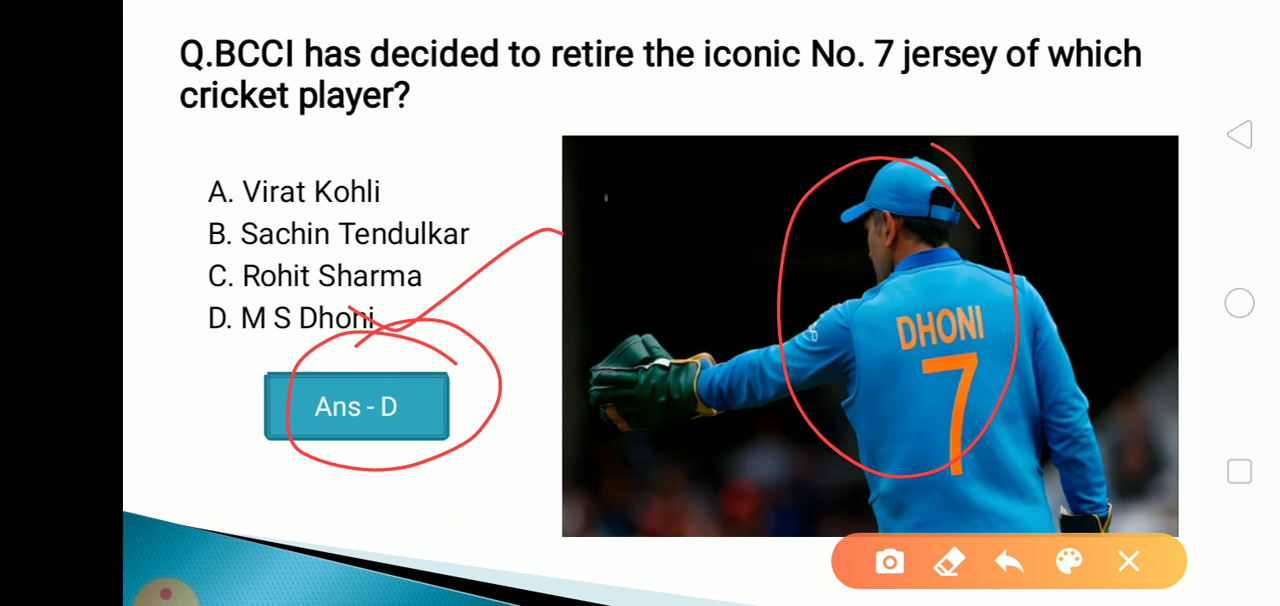 Q.BCCI has decided to retire the iconic No. 7 jersey of which
cricket player?
A. Virat Kohli
B. Sachin Tendulkar
C. Rohit Sharma
D. M S Dhoni
Ans - D
DHONI
7